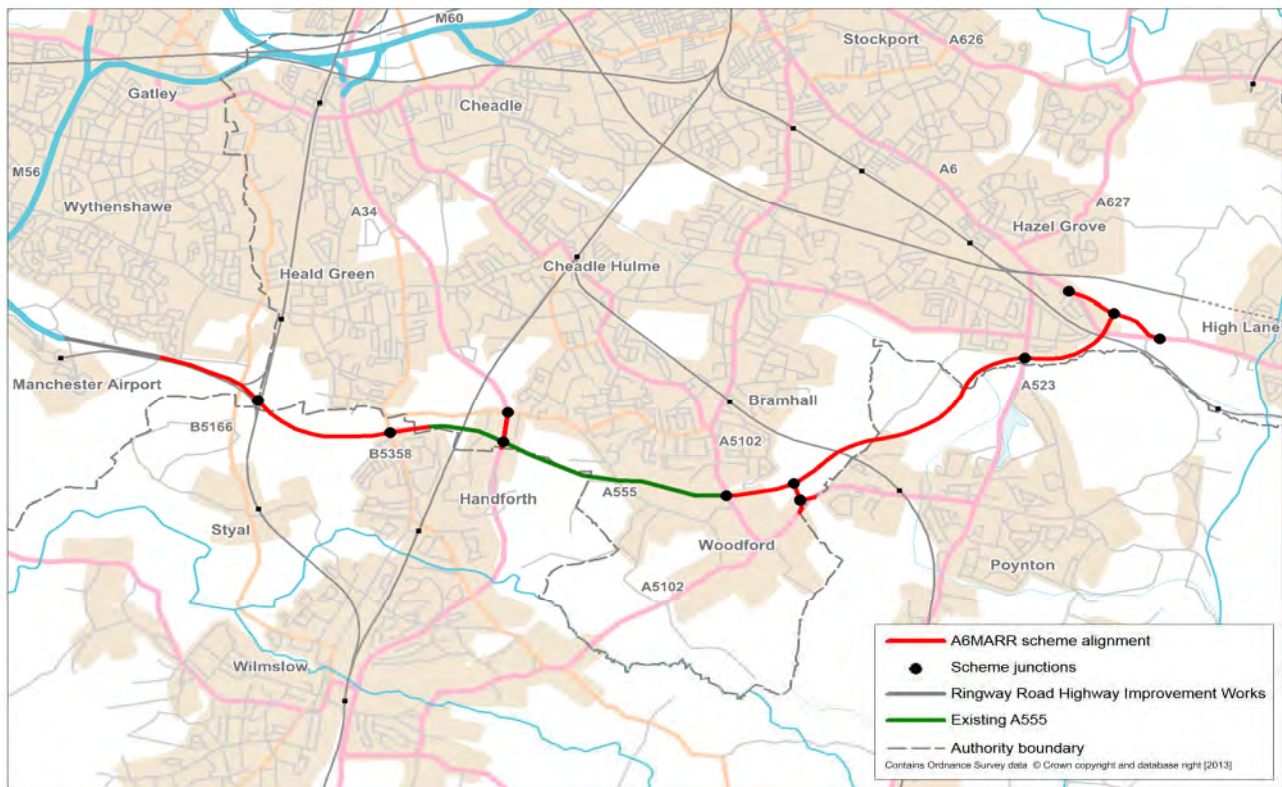 M60
Stockport
A626
Gatley
Cheadle
M56
A6
Wythenshawe
A627
A34
Hazel Grove
Heald Green
Cheadle Hulme
High Lane
Manchester Airport
A523
Bramhall
B5166
A5102
B5358
A555
Handforth
Styal
Woodford
Poynton
A5102
Wilmslow
A6MARR scheme alignment
Scheme junctions
Ringway Road Highway Improvement Works
Existing A555
Authority boundary
Contains Ordnance Survey data © Crown copyright and database right [2013]